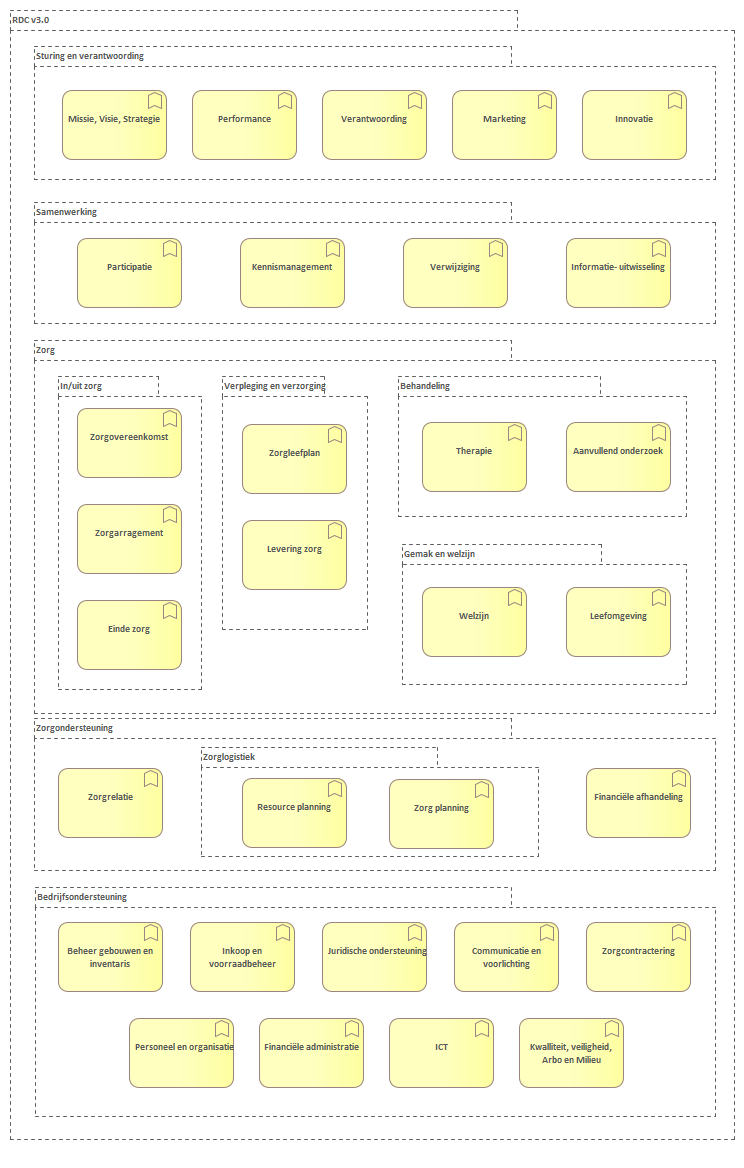 RDC v3.0
Sturing en verantwoording
Missie, Visie, Strategie
Performance
Verantwoording
Marketing
Innovatie
Samenwerking
Participatie
Kennismanagement
Verwijziging
Informatie- uitwisseling
Zorg
In/uit zorg
Zorgovereenkomst
Zorgarragement
Einde zorg
Verpleging en verzorging
Zorgleefplan
Levering zorg
Behandeling
Therapie
Aanvullend onderzoek
Gemak en welzijn
Welzijn
Leefomgeving
Zorgondersteuning
Zorgrelatie
Zorglogistiek
Resource planning
Zorg planning
Financiële afhandeling
Bedrijfsondersteuning
Beheer gebouwen en
inventaris
Inkoop en
voorraadbeheer
Juridische ondersteuning
Communicatie en
voorlichting
Zorgcontractering
Personeel en organisatie
Financiële administratie
ICT
Kwalliteit, veiligheid,
Arbo en Milieu